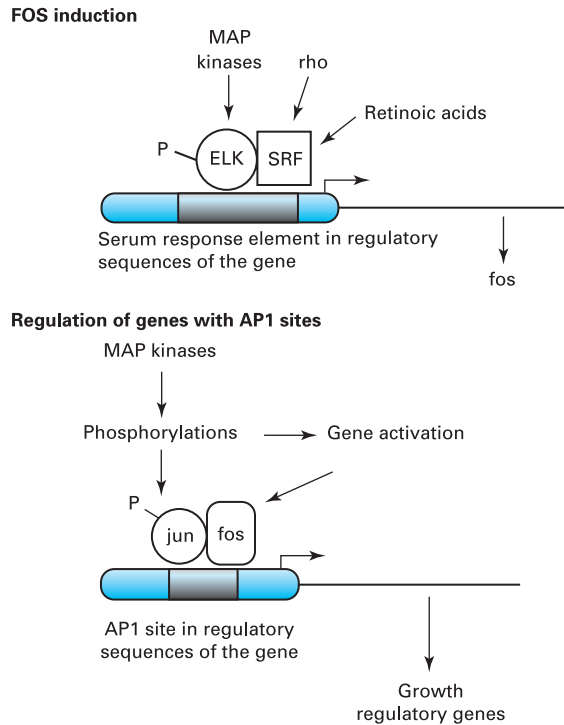 FOS induction
MAP
kinases
rho
Retinoic acids
P
ELK
SRF
Serum response element in regulatory
sequences of the gene
fos
Regulation of genes with AP1 sites
MAP kinases
Phosphorylations
Gene activation
P
jun
fos
AP1 site in regulatory
sequences of the gene
Growth
regulatory genes